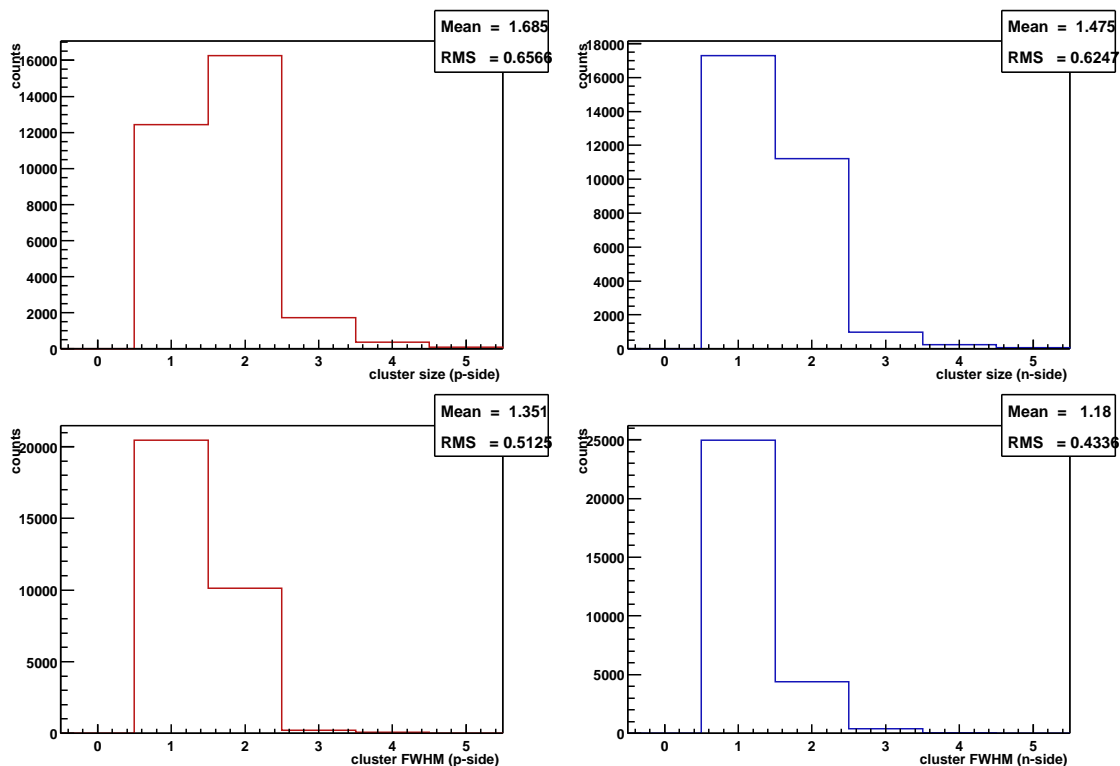 Mean = 1.685
RMS = 0.6566
counts
16000
14000
12000
10000
8000
6000
4000
2000
0
0 1 2 3 4 5
cluster size (p-side)
Mean = 1.475
RMS = 0.6247
counts
18000
16000
14000
12000
10000
8000
6000
4000
2000
0
0 1 2 3 4 5
cluster size (n-side)
Mean = 1.351
RMS = 0.5125
counts
20000
15000
10000
5000
0
0 1 2 3 4 5
cluster FWHM (p-side)
Mean = 1.18
RMS = 0.4336
counts
25000
20000
15000
10000
5000
0
0 1 2 3 4 5
cluster FWHM (n-side)